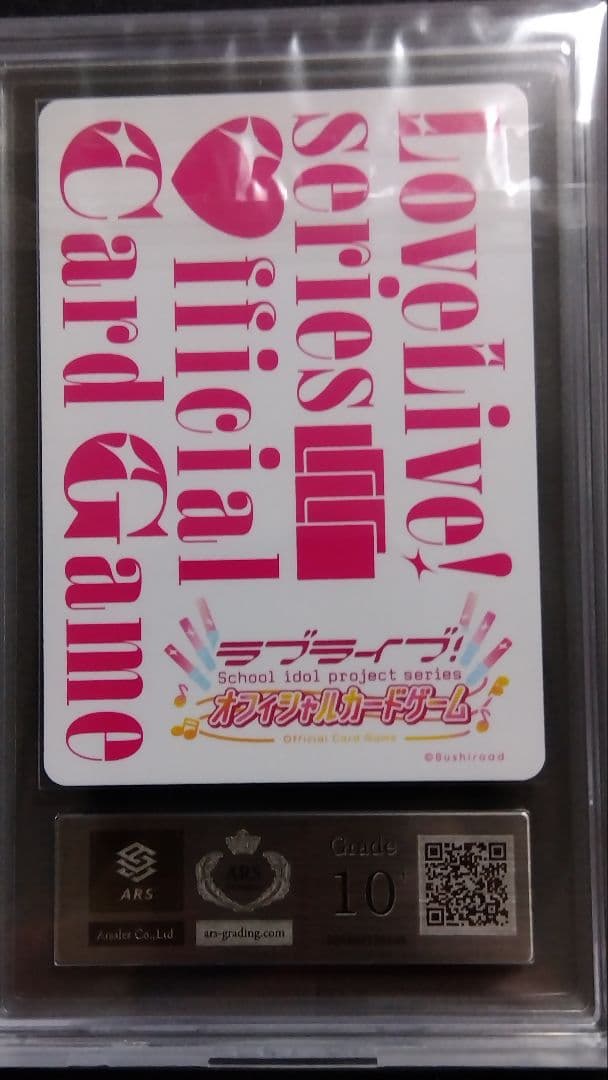 LoveLive!
series
Official
Card Game
ラブライブ!
School idol project series
オフィシャルカードゲーム
Official Card Game
©Bushiroad
ARS
Amsler Co.,Ltd
ARS
ars-grading.com
Grade
10+